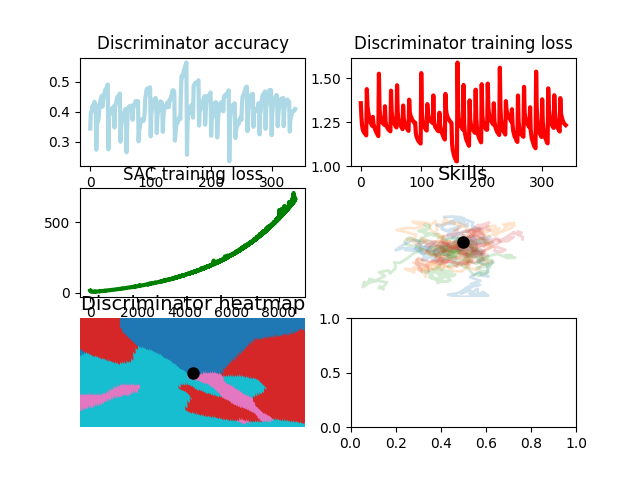 Discriminator accuracy
Discriminator training loss
0.5
0.4
0.3
0 100 200 300
1.50
1.25
1.00
0 100 200 300
SAC training loss
Skills
500
0
0 2000 4000 6000 8000
Discriminator heatmap
1.0
0.5
0.0
0.0 0.2 0.4 0.6 0.8 1.0